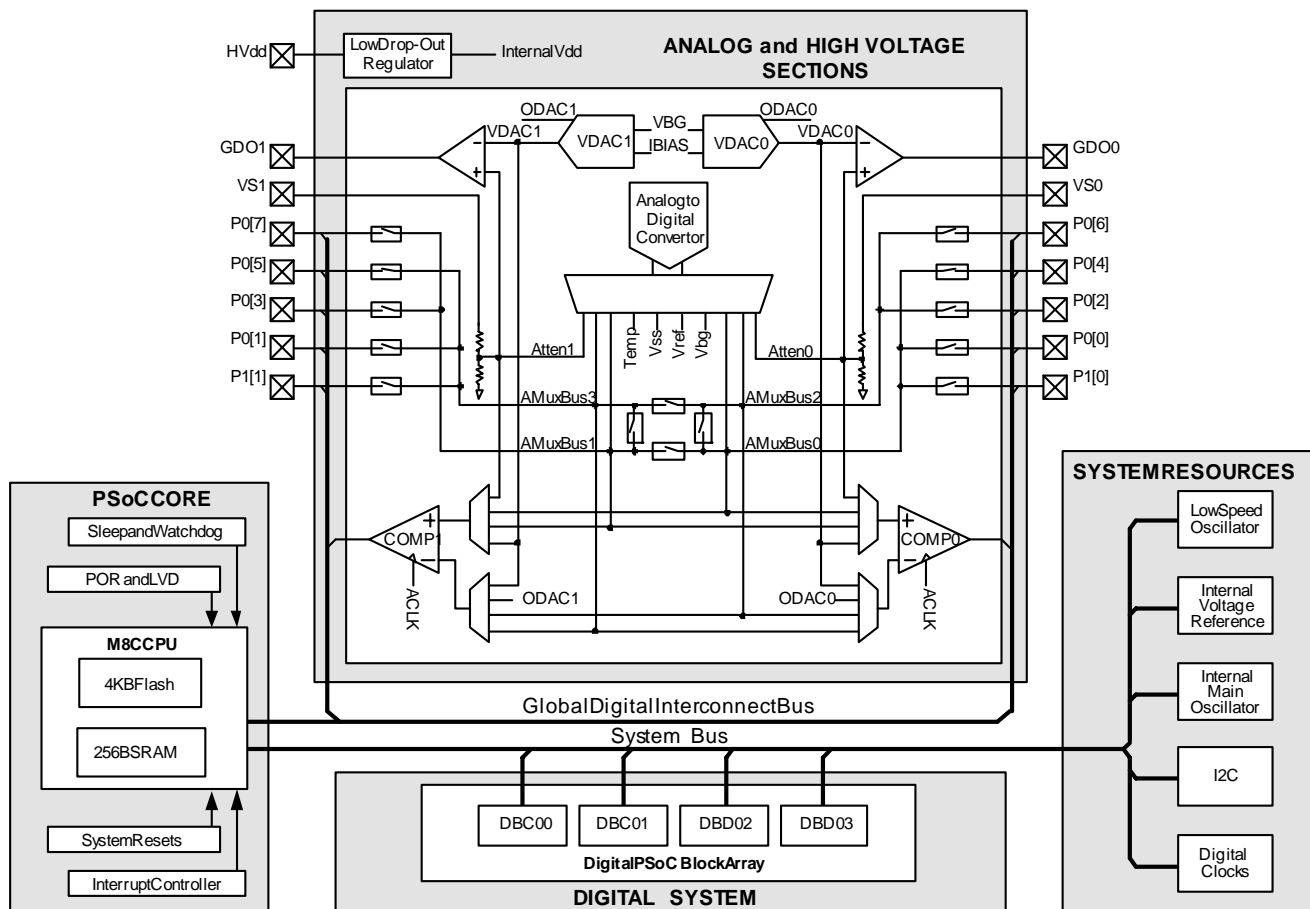 HVdd
LowDrop-Out
Regulator
InternalVdd
ANALOG and HIGH VOLTAGE
SECTIONS
ODAC1
ODAC0
VDAC1
VDAC1
VBG
IBIAS
VDAC0
VDAC0
GDO1
GDO0
VS1
VS0
Analogto
Digital
Convertor
P0[7]
P0[6]
P0[5]
P0[4]
P0[3]
P0[2]
P0[1]
P0[0]
P1[1]
P1[0]
Atten1
Temp
Vss
Vref
Vbg
Atten0
AMuxBus3
AMuxBus2
AMuxBus1
AMuxBus0
COMP1
COMP0
ACLK
ACLK
ODAC1
ODAC0
PSoCCORE
SleepandWatchdog
POR andLVD
M8CCPU
4KBFlash
256BSRAM
SystemResets
InterruptController
GlobalDigitalInterconnectBus
System Bus
DBC00
DBC01
DBD02
DBD03
DigitalPSoC BlockArray
DIGITAL SYSTEM
SYSTEMRESOURCES
LowSpeed
Oscillator
Internal
Voltage
Reference
Internal
Main
Oscillator
I2C
Digital
Clocks